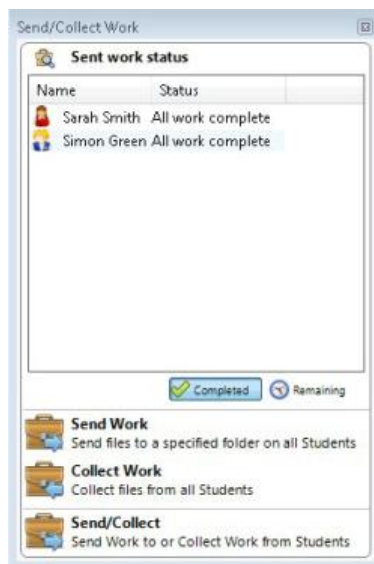 Send/Collect Work
Sent work status
Name Status
Sarah Smith All work complete
Simon Green All work complete
Completed Remaining
Send Work
Send files to a specified folder on all Students
Collect Work
Collect files from all Students
Send/Collect
Send Work to or Collect Work from Students